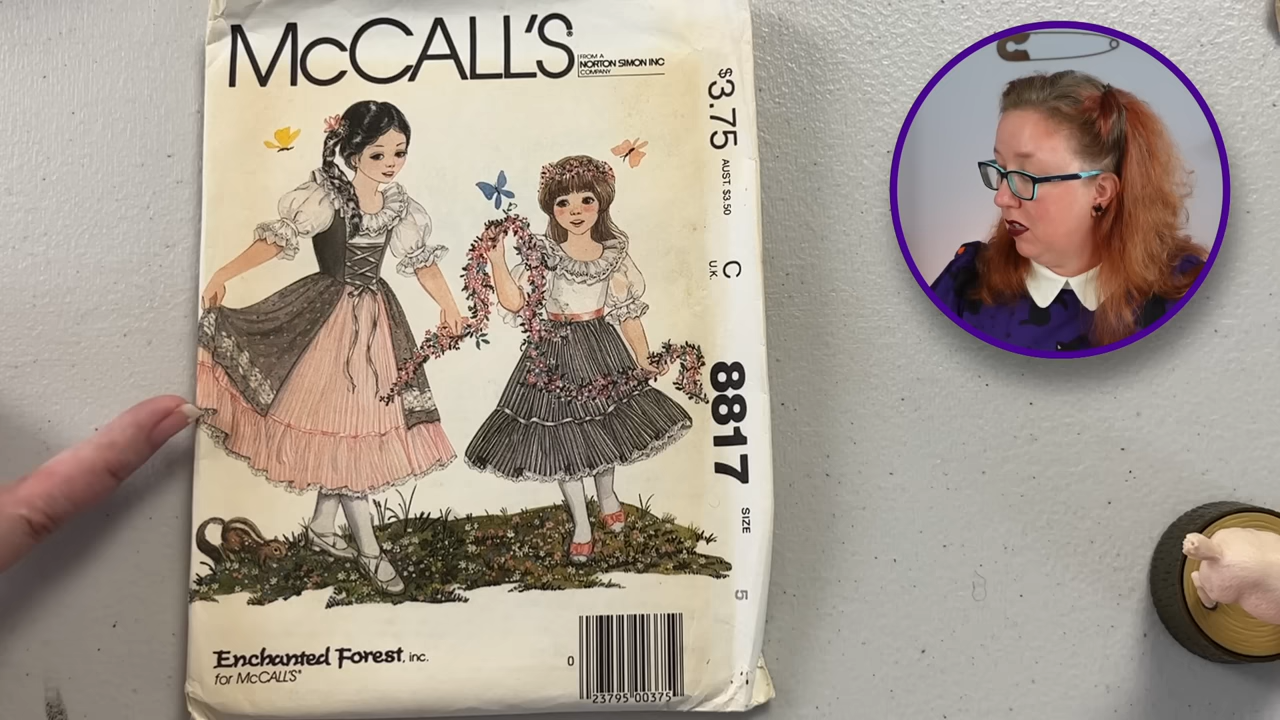 McCALL'S®
FROM A
NORTON SIMON INC
COMPANY
$3.75
AUST. $3.50
C
U.K.
8817
SIZE
5
Enchanted Forest, inc.
for McCALL'S®
0
23795 00375